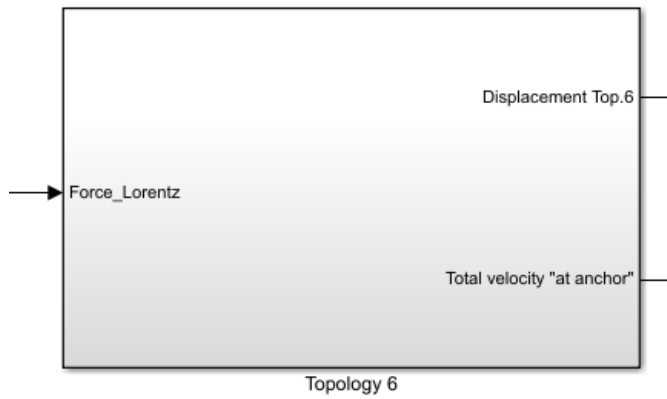 Displacement Top.6
Force_Lorentz
Total velocity "at anchor"
Topology 6